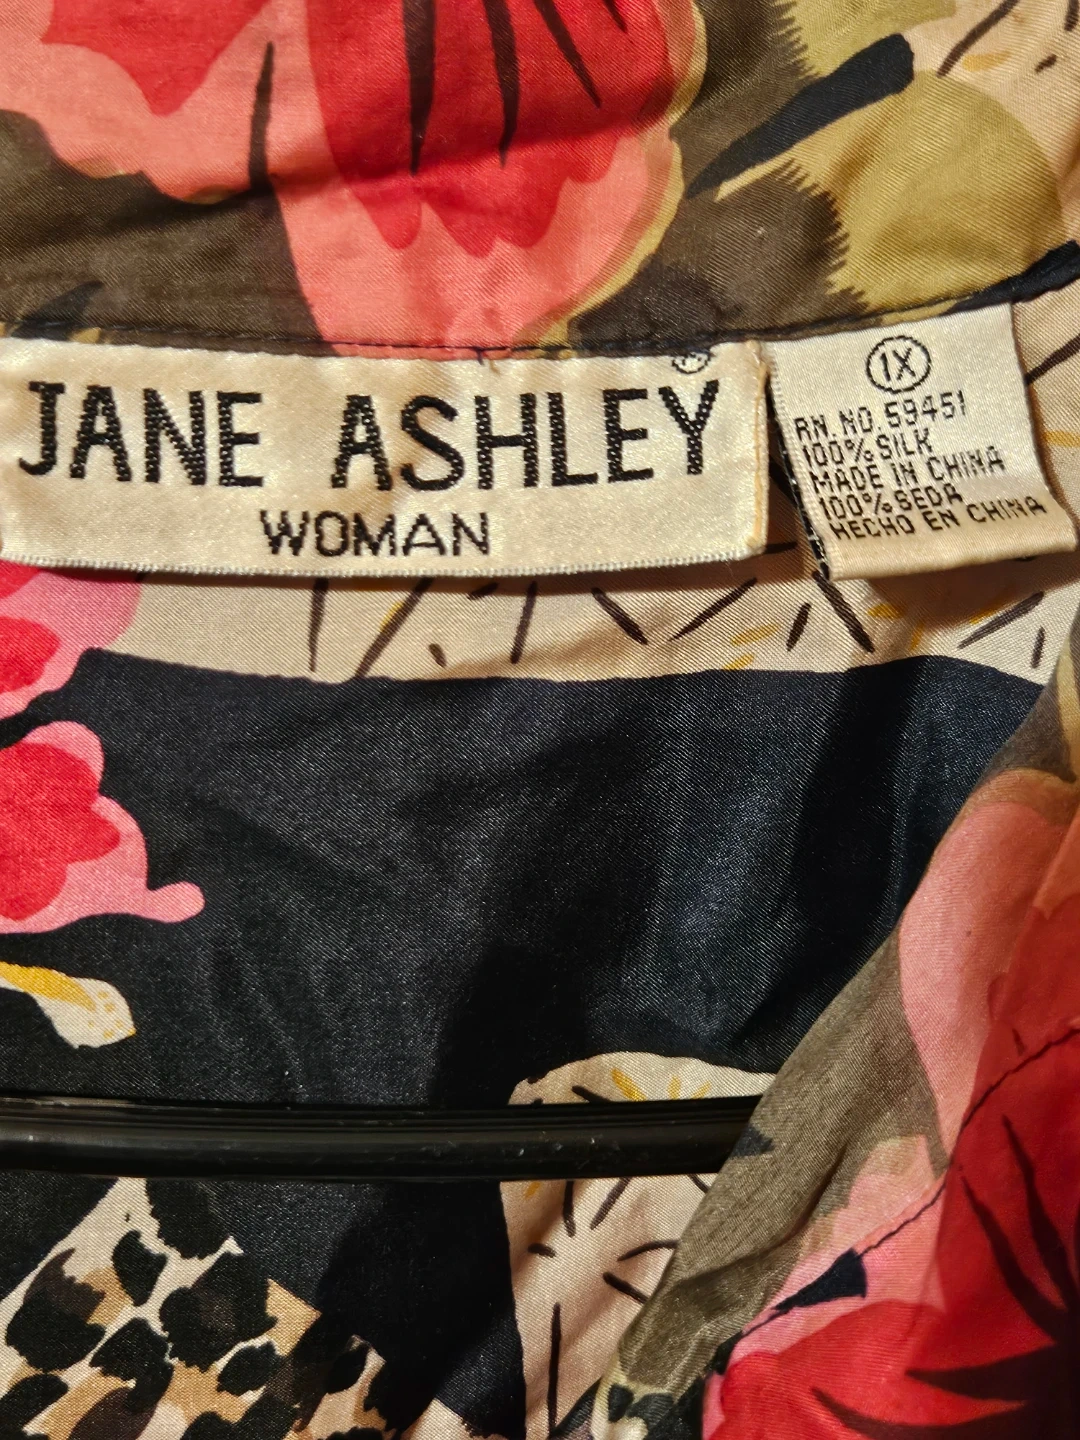 JANE ASHLEY®
WOMAN
1X
RN.NO.59451
100%SILK
MADE IN CHINA
100%SEDA
HECHO EN CHINA